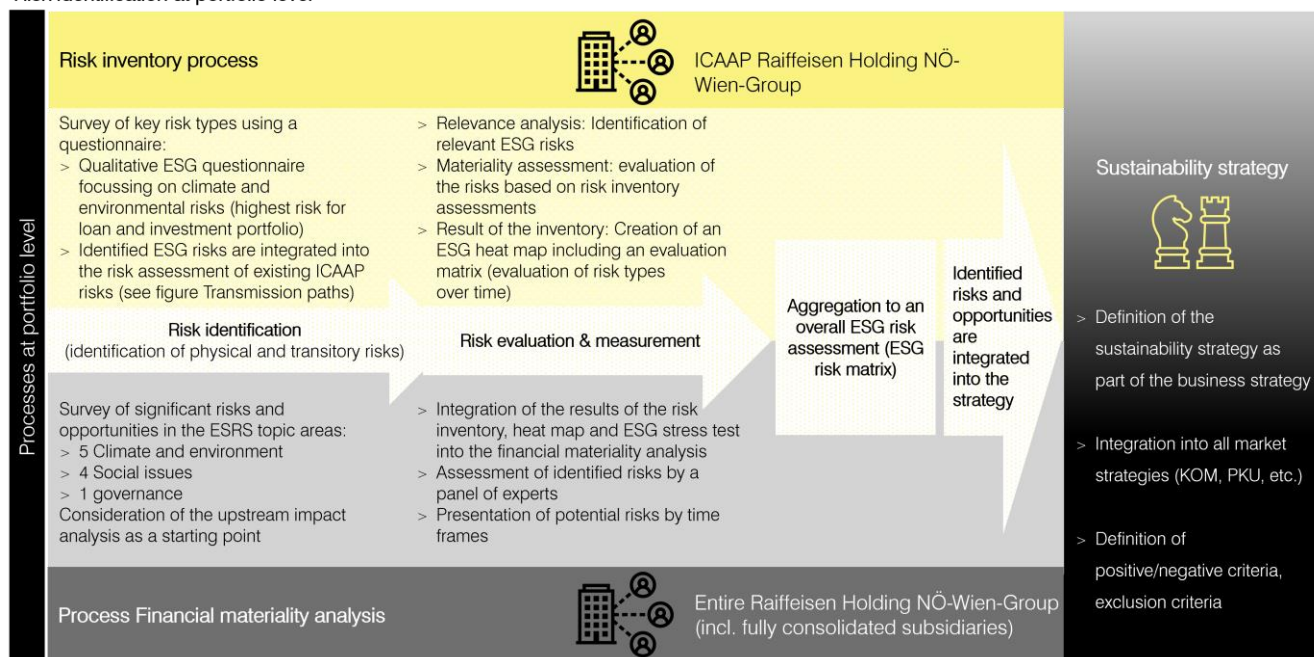 Risk identification at portfolio level
Processes at portfolio level
Risk inventory process
ICAAP Raiffeisen Holding NÖ-
Wien-Group
Survey of key risk types using a
questionnaire:
> Qualitative ESG questionnaire
focussing on climate and
environmental risks (highest risk for
loan and investment portfolio)
> Identified ESG risks are integrated into
the risk assessment of existing ICAAP
risks (see figure Transmission paths)
> Relevance analysis: Identification of
relevant ESG risks
> Materiality assessment: evaluation of
the risks based on risk inventory
assessments
> Result of the inventory: Creation of an
ESG heat map including an evaluation
matrix (evaluation of risk types
over time)
Risk identification
(identification of physical and transitory risks)
Risk evaluation & measurement
Aggregation to an
overall ESG risk
assessment (ESG
risk matrix)
Identified
risks and
opportunities
are
integrated
into the
strategy
Survey of significant risks and
opportunities in the ESRS topic areas:
> 5 Climate and environment
> 4 Social issues
> 1 governance
Consideration of the upstream impact
analysis as a starting point
> Integration of the results of the risk
inventory, heat map and ESG stress test
into the financial materiality analysis
> Assessment of identified risks by a
panel of experts
> Presentation of potential risks by time
frames
Process Financial materiality analysis
Entire Raiffeisen Holding NÖ-Wien-Group
(incl. fully consolidated subsidiaries)
Sustainability strategy
> Definition of the
sustainability strategy as
part of the business strategy
> Integration into all market
strategies (KOM, PKU, etc.)
> Definition of
positive/negative criteria,
exclusion criteria